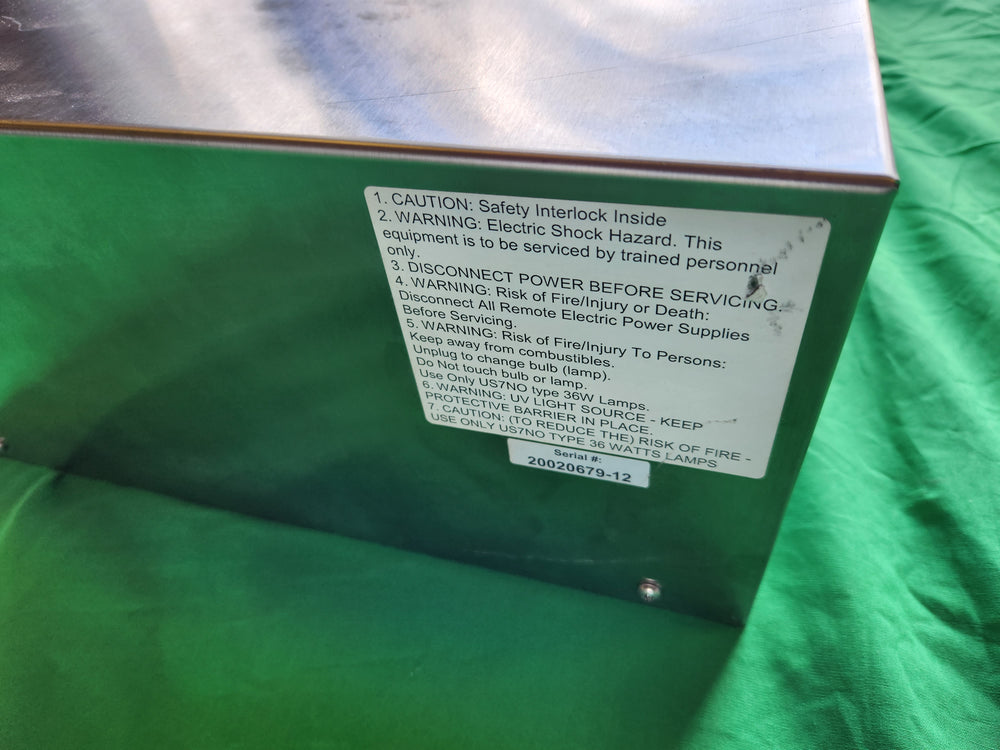 1. CAUTION: Safety Interlock Inside
2. WARNING: Electric Shock Hazard. This
equipment is to be serviced by trained personnel
only.
3. DISCONNECT POWER BEFORE SERVICING.
4. WARNING: Risk of Fire/Injury or Death:
Disconnect All Remote Electric Power Supplies
Before Servicing.
5. WARNING: Risk of Fire/Injury To Persons:
Keep away from combustibles.
Unplug to change bulb (lamp).
Do Not touch bulb or lamp.
Use Only US7NO type 36W Lamps.
6. WARNING: UV LIGHT SOURCE - KEEP
PROTECTIVE BARRIER IN PLACE.
7. CAUTION: (TO REDUCE THE) RISK OF FIRE -
USE ONLY US7NO TYPE 36 WATTS LAMPS
Serial #:
20020679-12